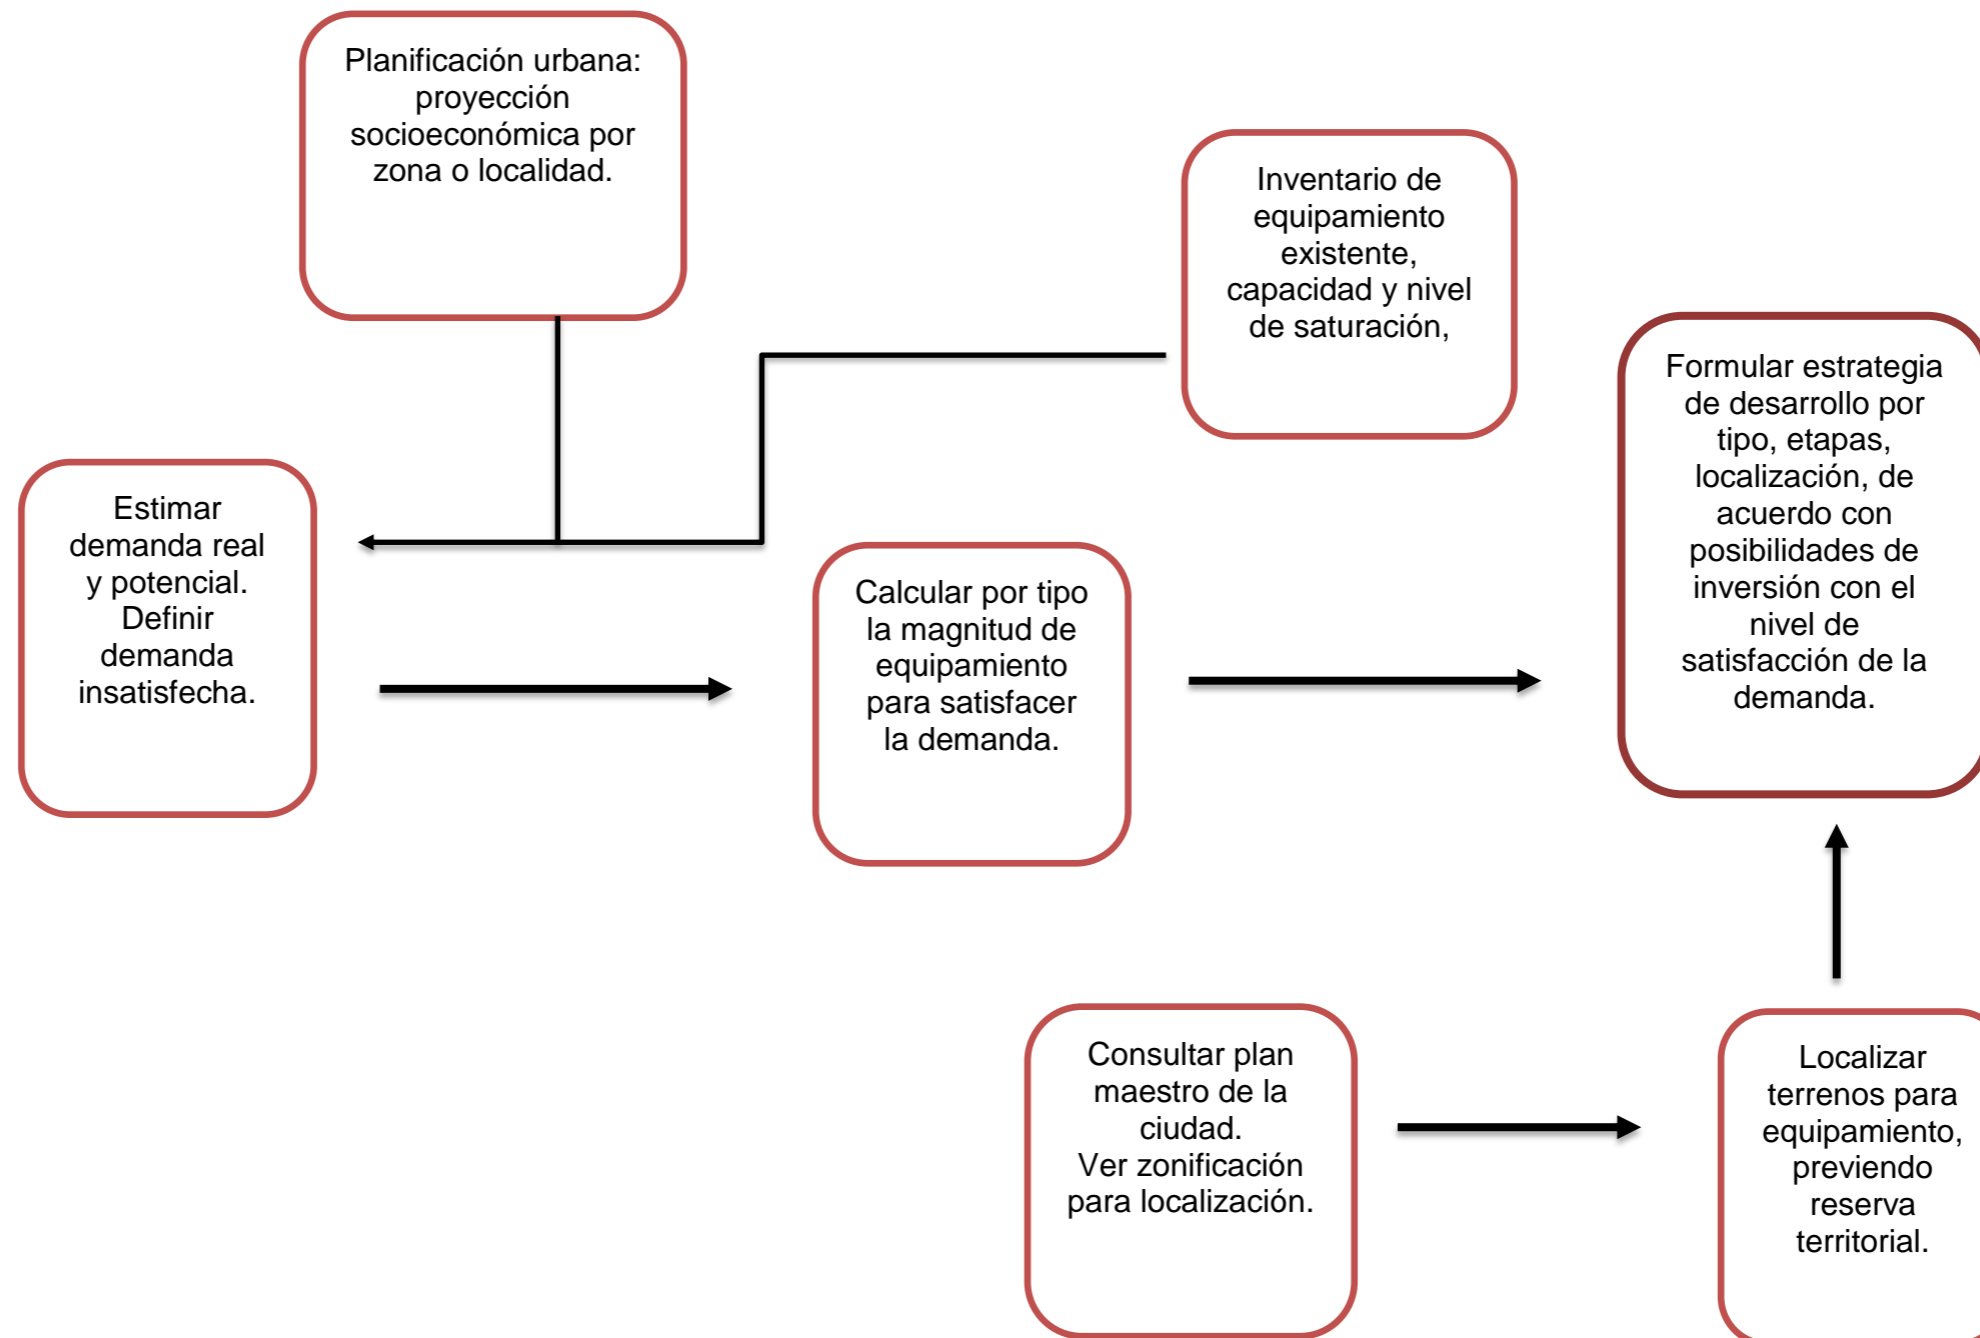 Planificación urbana:
proyección
socioeconómica por
zona o localidad.
Inventario de
equipamiento
existente,
capacidad y nivel
de saturación,
Formular estrategia
de desarrollo por
tipo, etapas,
localización, de
acuerdo con
posibilidades de
inversión con el
nivel de
satisfacción de la
demanda.
Estimar
demanda real
y potencial.
Definir
demanda
insatisfecha.
Calcular por tipo
la magnitud de
equipamiento
para satisfacer
la demanda.
Consultar plan
maestro de la
ciudad.
Ver zonificación
para localización.
Localizar
terrenos para
equipamiento,
previendo
reserva
territorial.